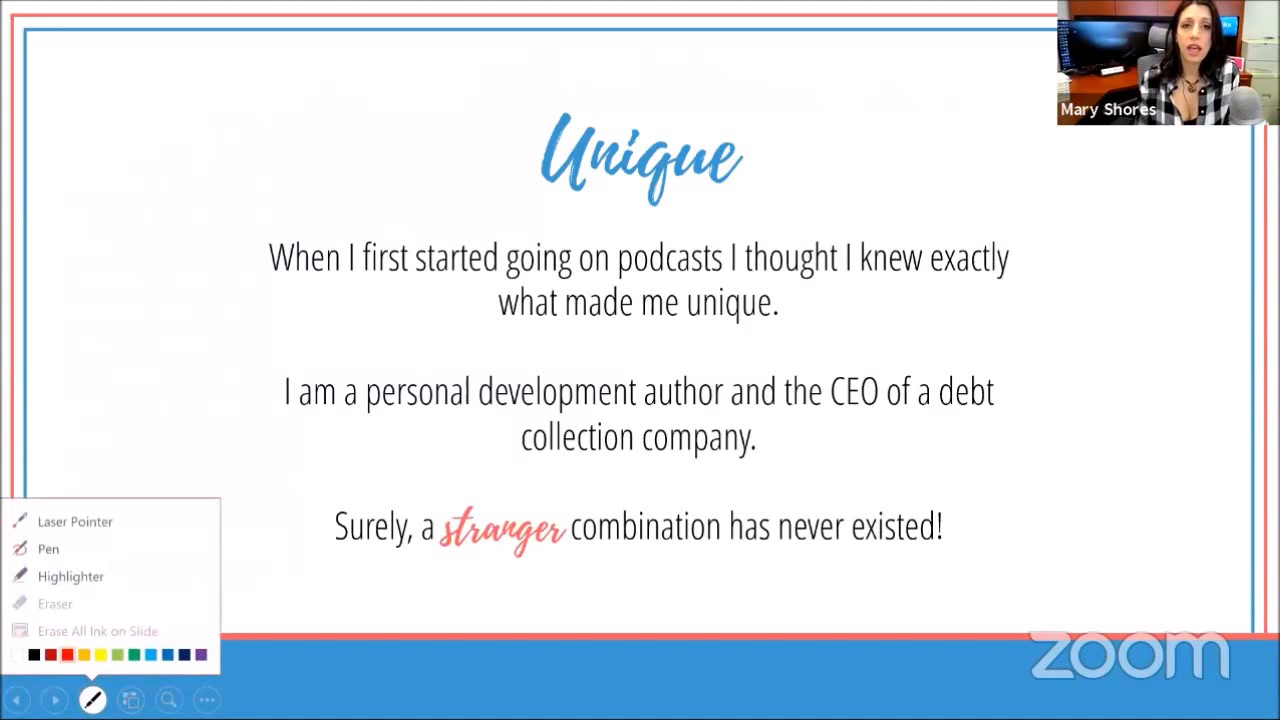 Mary Shores
Unique
When I first started going on podcasts I thought I knew exactly
what made me unique.
I am a personal development author and the CEO of a debt
collection company.
Surely, a stranger combination has never existed!
Laser Pointer
Pen
Highlighter
Eraser
Erase All Ink on Slide
zoom